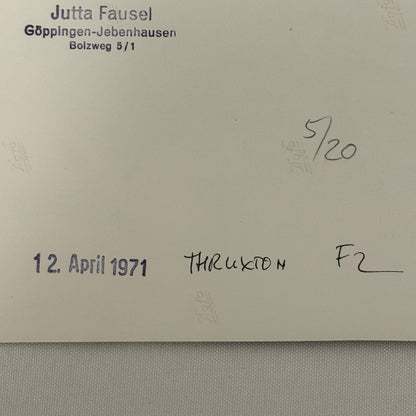 Jutta Fausel
Göppingen-Jebenhausen
Bolzweg 5/1
5/20
12. April 1971 THRUXTON F2